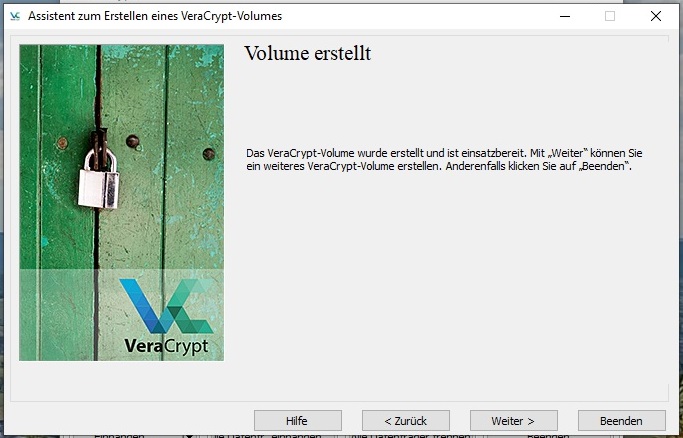 Assistent zum Erstellen eines VeraCrypt-Volumes
Volume erstellt
Das VeraCrypt-Volume wurde erstellt und ist einsatzbereit. Mit „Weiter“ können Sie
ein weiteres VeraCrypt-Volume erstellen. Anderenfalls klicken Sie auf „Beenden“.
VeraCrypt
Hilfe
< Zurück
Weiter >
Beenden